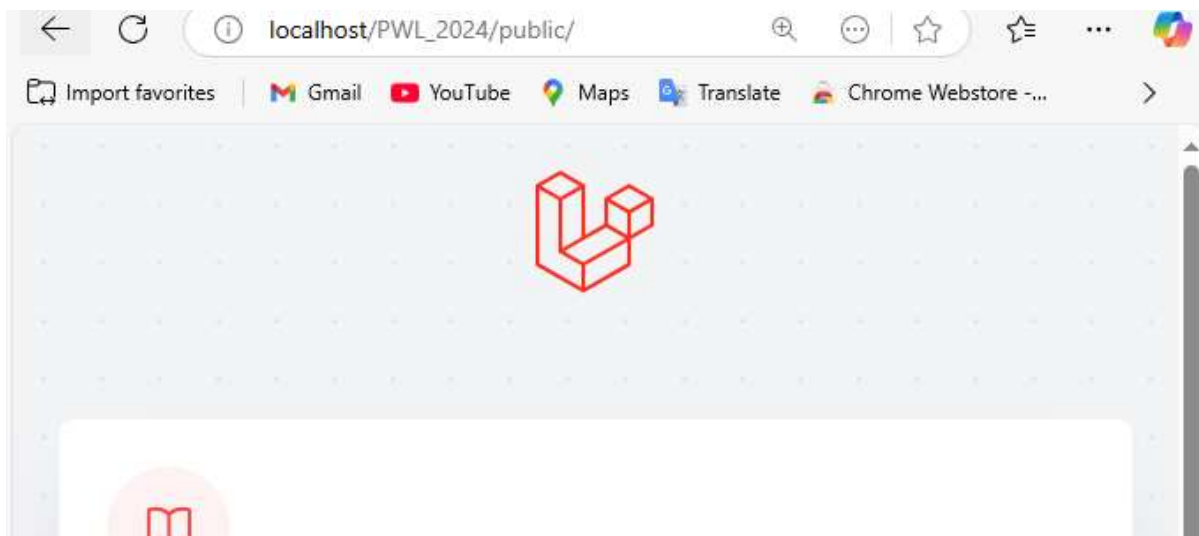 localhost/PWL_2024/public/
Import favorites Gmail YouTube Maps Translate Chrome Webstore -...